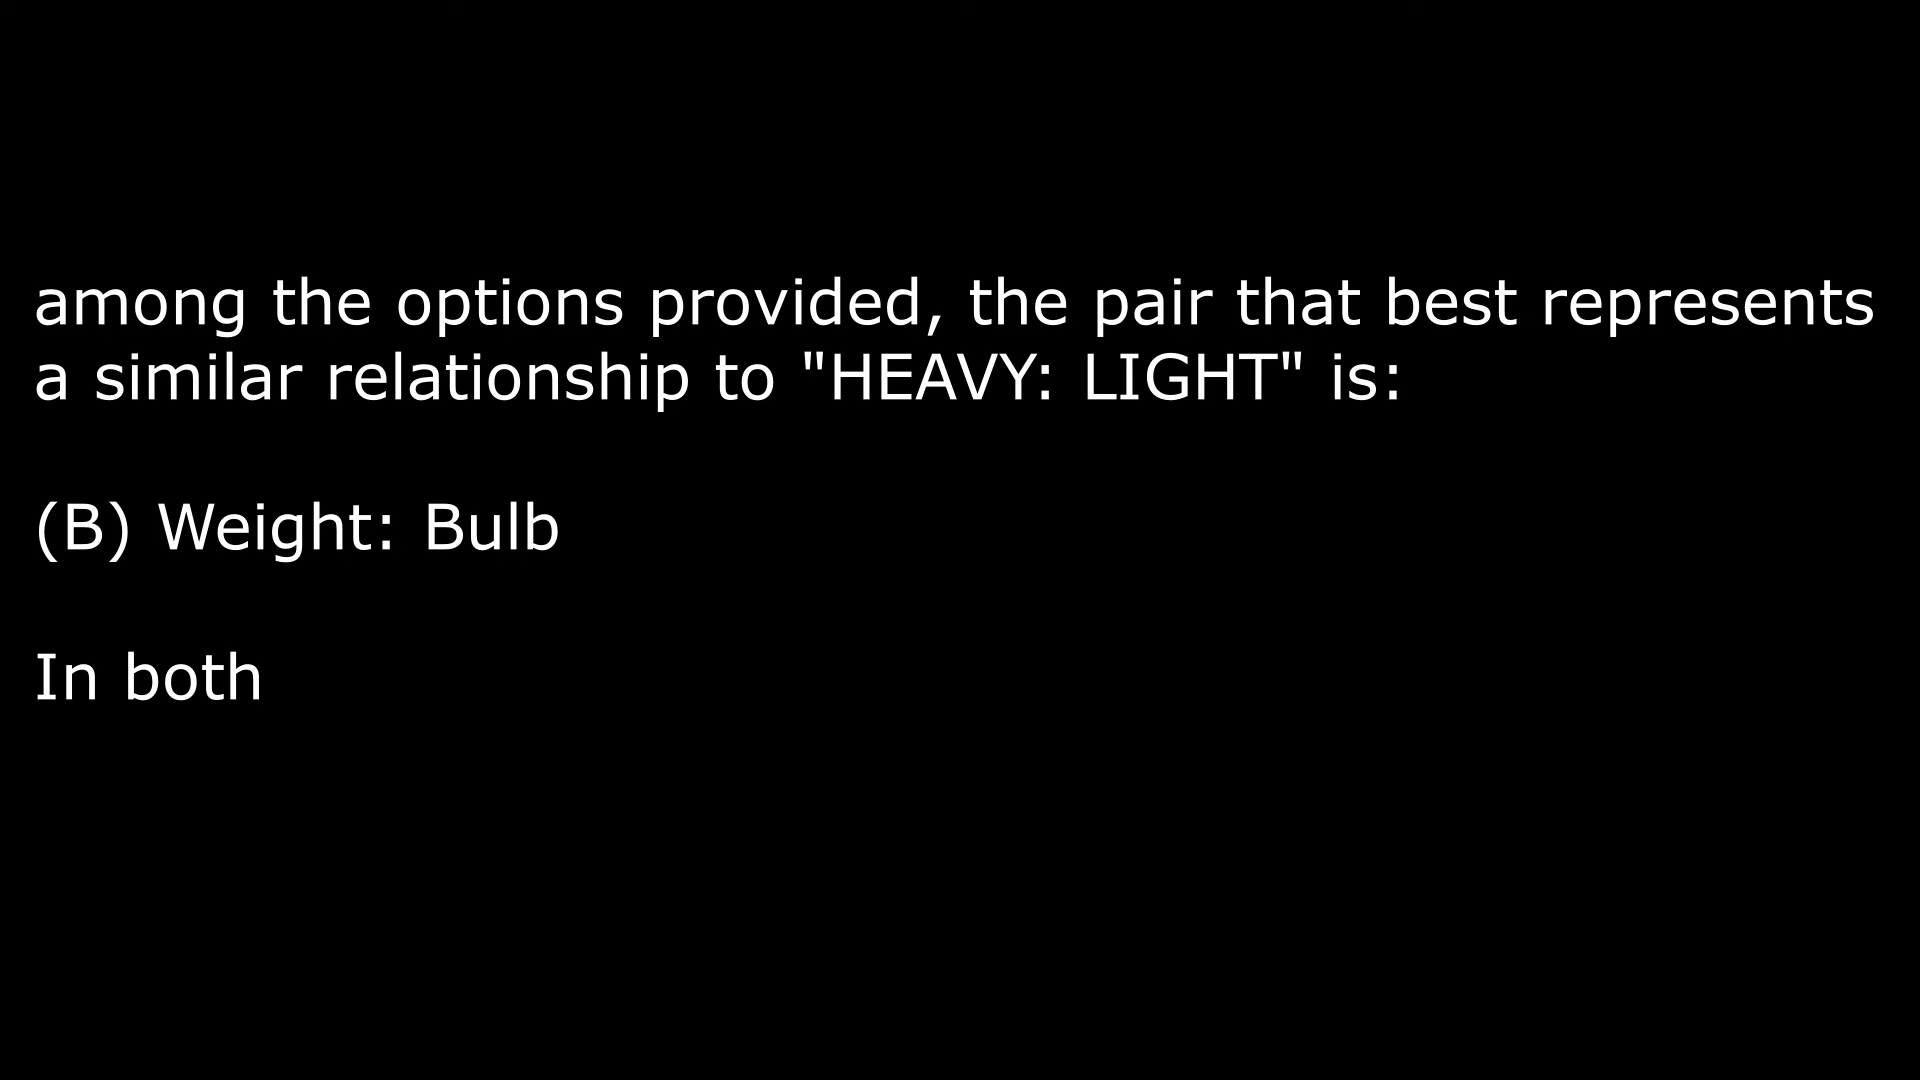 among the options provided, the pair that best represents
a similar relationship to "HEAVY: LIGHT" is:
(B) Weight: Bulb
In both